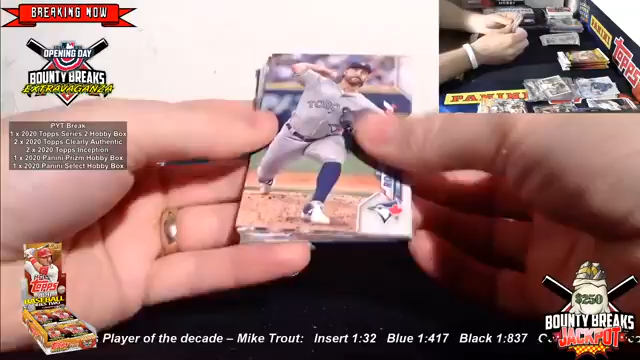 BREAKING NOW
OPENING DAY
BOUNTY BREAKS
EXTRAVAGANZA
PYT Break
1 x 2020 Topps Series 2 Hobby Box
2 x 2020 Topps Clearly Authentic
2 x 2020 Topps Inception
1 x 2020 Panini Prizm Hobby Box
1 x 2020 Panini Select Hobby Box
TORO
PANINI
PANINI
Topps
Topps
BASEBALL
$250
BOUNTY BREAKS
JACKPOT
Player of the decade – Mike Trout: Insert 1:32 Blue 1:417 Black 1:837